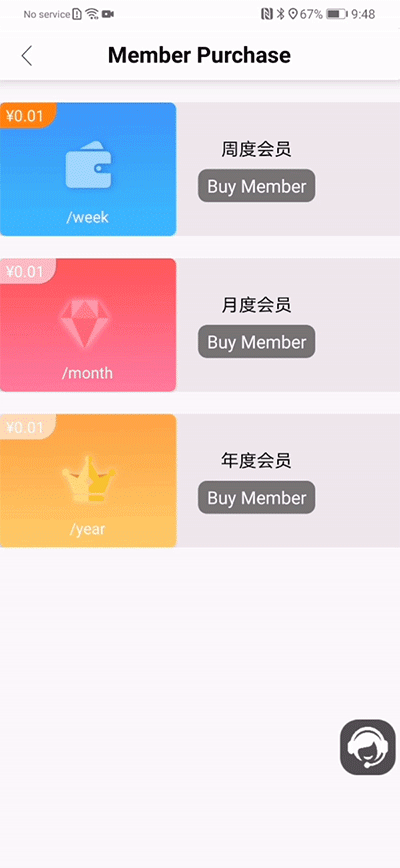 No service 67% 9:48
Member Purchase
¥0.01
周度会员
Buy Member
/week
¥0.01
月度会员
Buy Member
/month
¥0.01
年度会员
Buy Member
/year